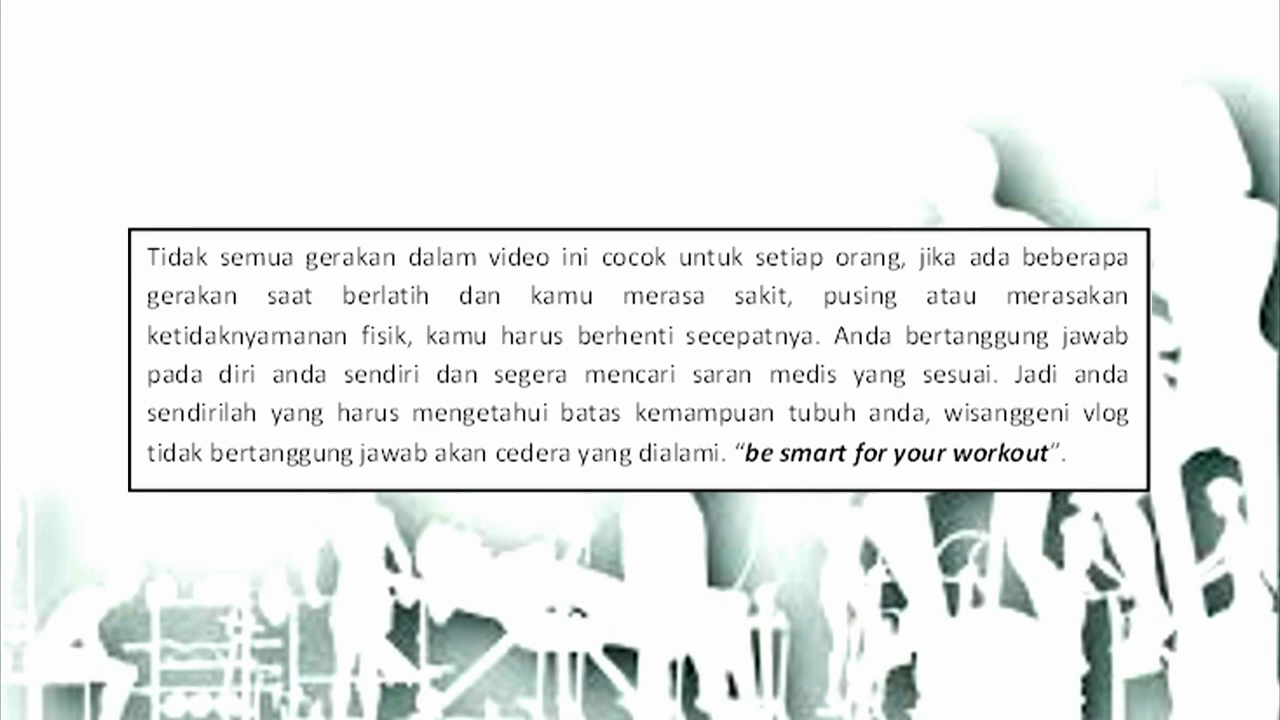 Tidak semua gerakan dalam video ini cocok untuk setiap orang, jika ada beberapa
gerakan saat berlatih dan kamu merasa sakit, pusing atau merasakan
ketidaknyamanan fisik, kamu harus berhenti secepatnya. Anda bertanggung jawab
pada diri anda sendiri dan segera mencari saran medis yang sesuai. Jadi anda
sendirilah yang harus mengetahui batas kemampuan tubuh anda, wisanggeni vlog
tidak bertanggung jawab akan cedera yang dialami. “be smart for your workout”.